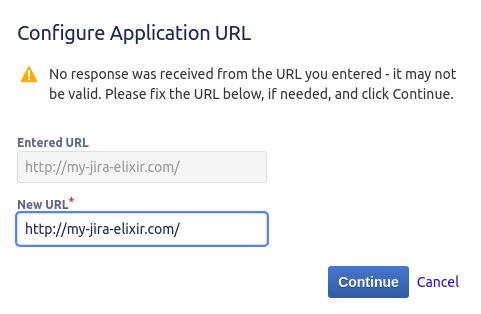 Configure Application URL
No response was received from the URL you entered - it may not
be valid. Please fix the URL below, if needed, and click Continue.
Entered URL
http://my-jira-elixir.com/
New URL*
http://my-jira-elixir.com/
Continue Cancel